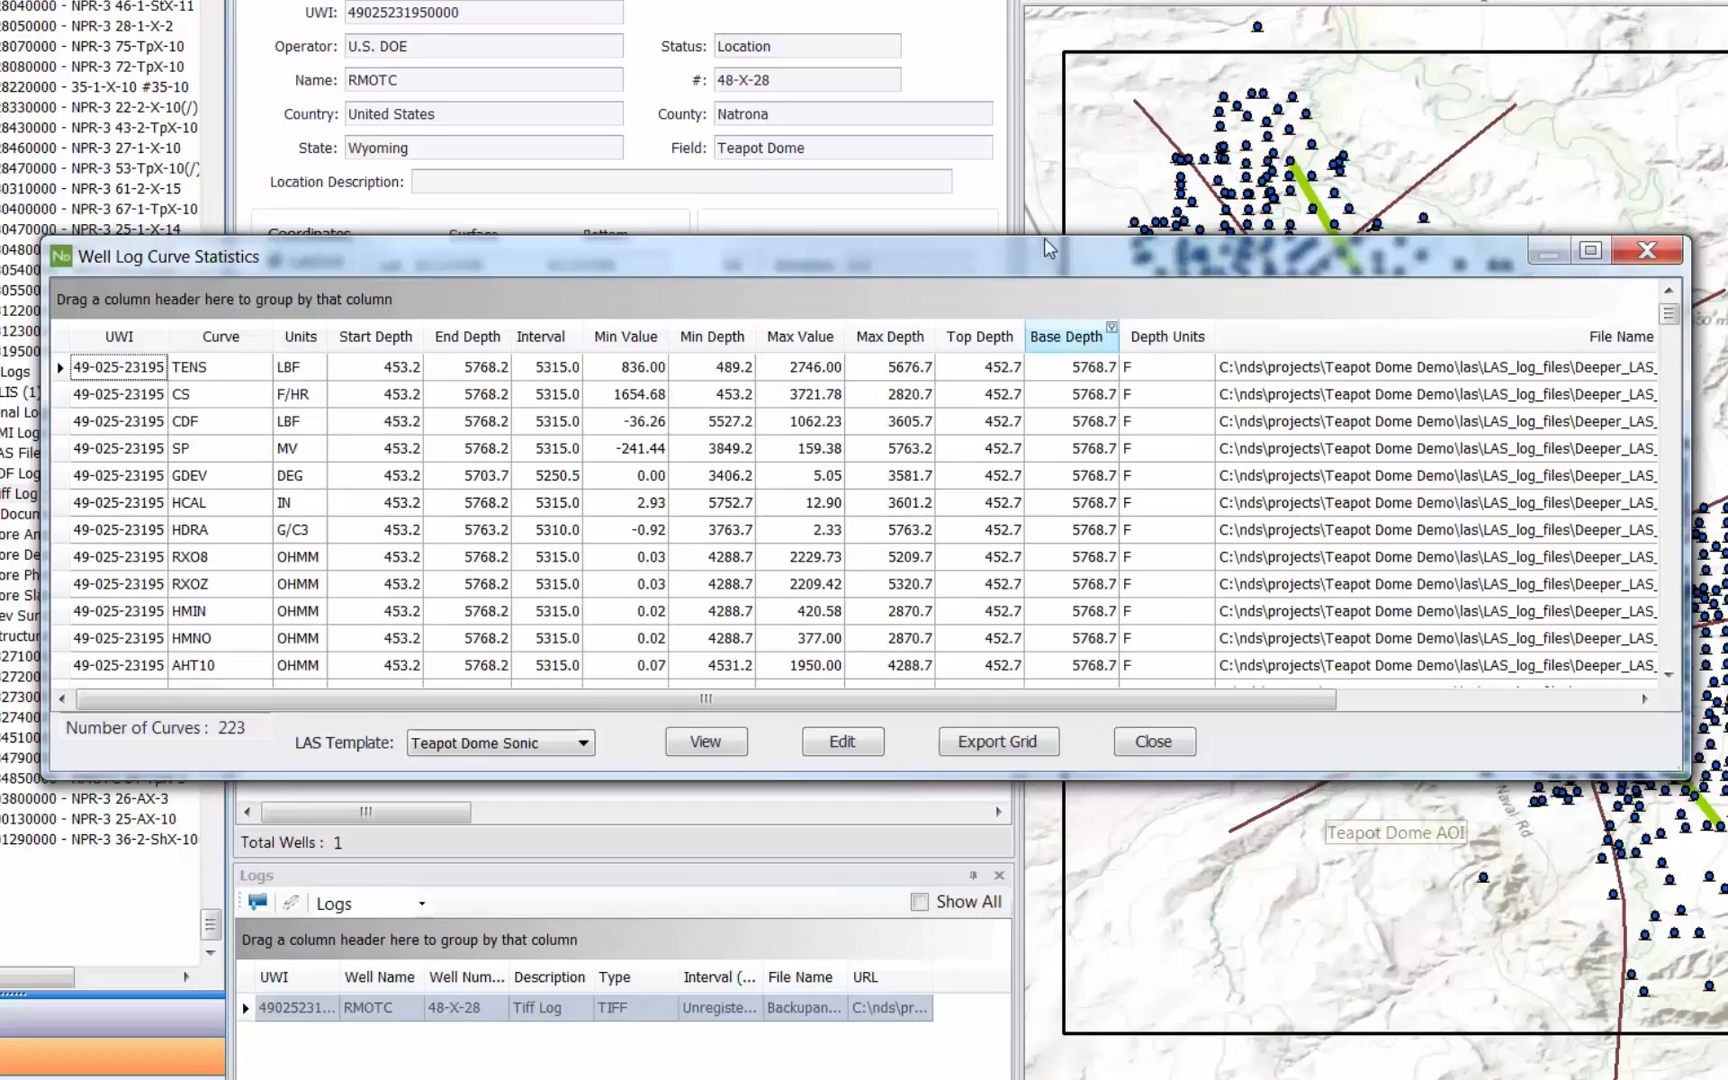 28040000 - NPR-3 46-1-StX-11
28050000 - NPR-3 28-1-X-2
28070000 - NPR-3 75-TpX-10
28080000 - NPR-3 72-TpX-10
28220000 - 35-1-X-10 #35-10
28330000 - NPR-3 22-2-X-10(/)
28430000 - NPR-3 43-2-TpX-10
28460000 - NPR-3 27-1-X-10
28470000 - NPR-3 53-TpX-10(/)
30310000 - NPR-3 61-2-X-15
30400000 - NPR-3 67-1-TpX-10
30470000 - NPR-3 25-1-X-14
UWI: 49025231950000
Operator: U.S. DOE Status: Location
Name: RMOTC #: 48-X-28
Country: United States County: Natrona
State: Wyoming Field: Teapot Dome
Location Description:
Coordinates Surface Bottom
Well Log Curve Statistics
Drag a column header here to group by that column
UWI Curve Units Start Depth End Depth Interval Min Value Min Depth Max Value Max Depth Top Depth Base Depth Depth Units File Name
49-025-23195 TENS LBF 453.2 5768.2 5315.0 836.00 489.2 2746.00 5676.7 452.7 5768.7 F C:\nds\projects\Teapot Dome Demo\las\LAS_log_files\Deeper_LAS_
49-025-23195 CS F/HR 453.2 5768.2 5315.0 1654.68 453.2 3721.78 2820.7 452.7 5768.7 F C:\nds\projects\Teapot Dome Demo\las\LAS_log_files\Deeper_LAS_
49-025-23195 CDF LBF 453.2 5768.2 5315.0 -36.26 5527.2 1062.23 3605.7 452.7 5768.7 F C:\nds\projects\Teapot Dome Demo\las\LAS_log_files\Deeper_LAS_
49-025-23195 SP MV 453.2 5768.2 5315.0 -241.44 3849.2 159.38 5763.2 452.7 5768.7 F C:\nds\projects\Teapot Dome Demo\las\LAS_log_files\Deeper_LAS_
49-025-23195 GDEV DEG 453.2 5703.7 5250.5 0.00 3406.2 5.05 3581.7 452.7 5768.7 F C:\nds\projects\Teapot Dome Demo\las\LAS_log_files\Deeper_LAS_
49-025-23195 HCAL IN 453.2 5768.2 5315.0 2.93 5752.7 12.90 3601.2 452.7 5768.7 F C:\nds\projects\Teapot Dome Demo\las\LAS_log_files\Deeper_LAS_
49-025-23195 HDRA G/C3 453.2 5763.2 5310.0 -0.92 3763.7 2.33 5763.2 452.7 5768.7 F C:\nds\projects\Teapot Dome Demo\las\LAS_log_files\Deeper_LAS_
49-025-23195 RXO8 OHMM 453.2 5768.2 5315.0 0.03 4288.7 2229.73 5209.7 452.7 5768.7 F C:\nds\projects\Teapot Dome Demo\las\LAS_log_files\Deeper_LAS_
49-025-23195 RXOZ OHMM 453.2 5768.2 5315.0 0.03 4288.7 2209.42 5320.7 452.7 5768.7 F C:\nds\projects\Teapot Dome Demo\las\LAS_log_files\Deeper_LAS_
49-025-23195 HMIN OHMM 453.2 5768.2 5315.0 0.02 4288.7 420.58 2870.7 452.7 5768.7 F C:\nds\projects\Teapot Dome Demo\las\LAS_log_files\Deeper_LAS_
49-025-23195 HMNO OHMM 453.2 5768.2 5315.0 0.02 4288.7 377.00 2870.7 452.7 5768.7 F C:\nds\projects\Teapot Dome Demo\las\LAS_log_files\Deeper_LAS_
49-025-23195 AHT10 OHMM 453.2 5768.2 5315.0 0.07 4531.2 1950.00 4288.7 452.7 5768.7 F C:\nds\projects\Teapot Dome Demo\las\LAS_log_files\Deeper_LAS_
Number of Curves : 223
LAS Template: Teapot Dome Sonic View Edit Export Grid Close
03800000 - NPR-3 26-AX-3
00130000 - NPR-3 25-AX-10
01290000 - NPR-3 36-2-ShX-10
Total Wells : 1
Logs
Logs Show All
Drag a column header here to group by that column
UWI Well Name Well Num... Description Type Interval (... File Name URL
49025231... RMOTC 48-X-28 Tiff Log TIFF Unregiste... Backupan... C:\nds\pr...
Naval Rd
Teapot Dome AOI